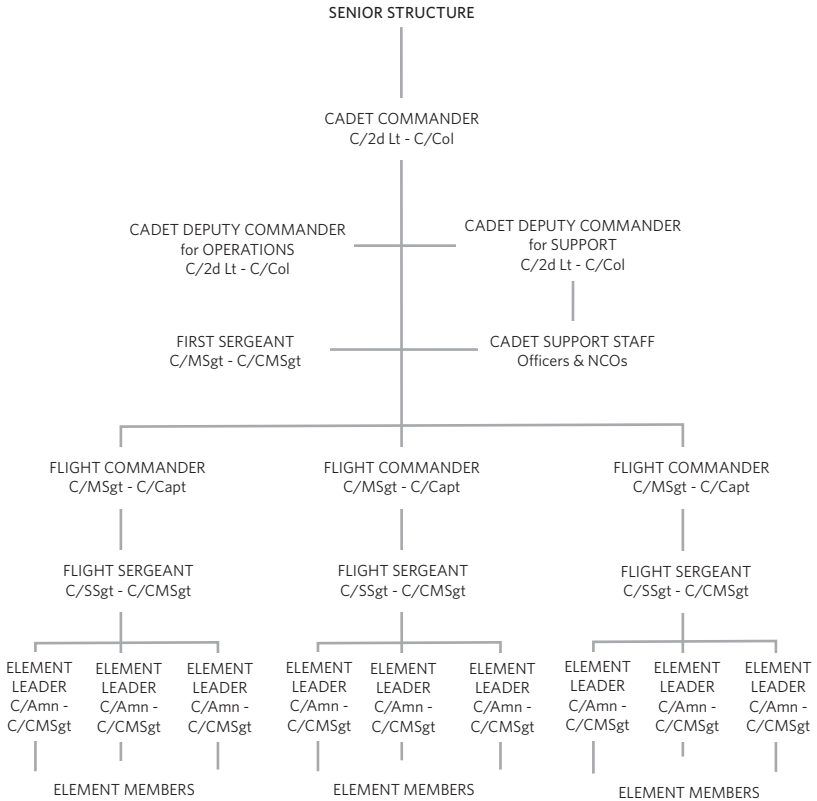 SENIOR STRUCTURE
CADET COMMANDER
C/2d Lt - C/Col
CADET DEPUTY COMMANDER
for OPERATIONS
C/2d Lt - C/Col
CADET DEPUTY COMMANDER
for SUPPORT
C/2d Lt - C/Col
FIRST SERGEANT
C/MSgt - C/CMSgt
CADET SUPPORT STAFF
Officers & NCOs
FLIGHT COMMANDER
C/MSgt - C/Capt
FLIGHT COMMANDER
C/MSgt - C/Capt
FLIGHT COMMANDER
C/MSgt - C/Capt
FLIGHT SERGEANT
C/SSgt - C/CMSgt
FLIGHT SERGEANT
C/SSgt - C/CMSgt
FLIGHT SERGEANT
C/SSgt - C/CMSgt
ELEMENT
LEADER
C/Amn -
C/CMSgt
ELEMENT
LEADER
C/Amn -
C/CMSgt
ELEMENT
LEADER
C/Amn -
C/CMSgt
ELEMENT
LEADER
C/Amn -
C/CMSgt
ELEMENT
LEADER
C/Amn -
C/CMSgt
ELEMENT
LEADER
C/Amn -
C/CMSgt
ELEMENT
LEADER
C/Amn -
C/CMSgt
ELEMENT
LEADER
C/Amn -
C/CMSgt
ELEMENT
LEADER
C/Amn -
C/CMSgt
ELEMENT MEMBERS
ELEMENT MEMBERS
ELEMENT MEMBERS